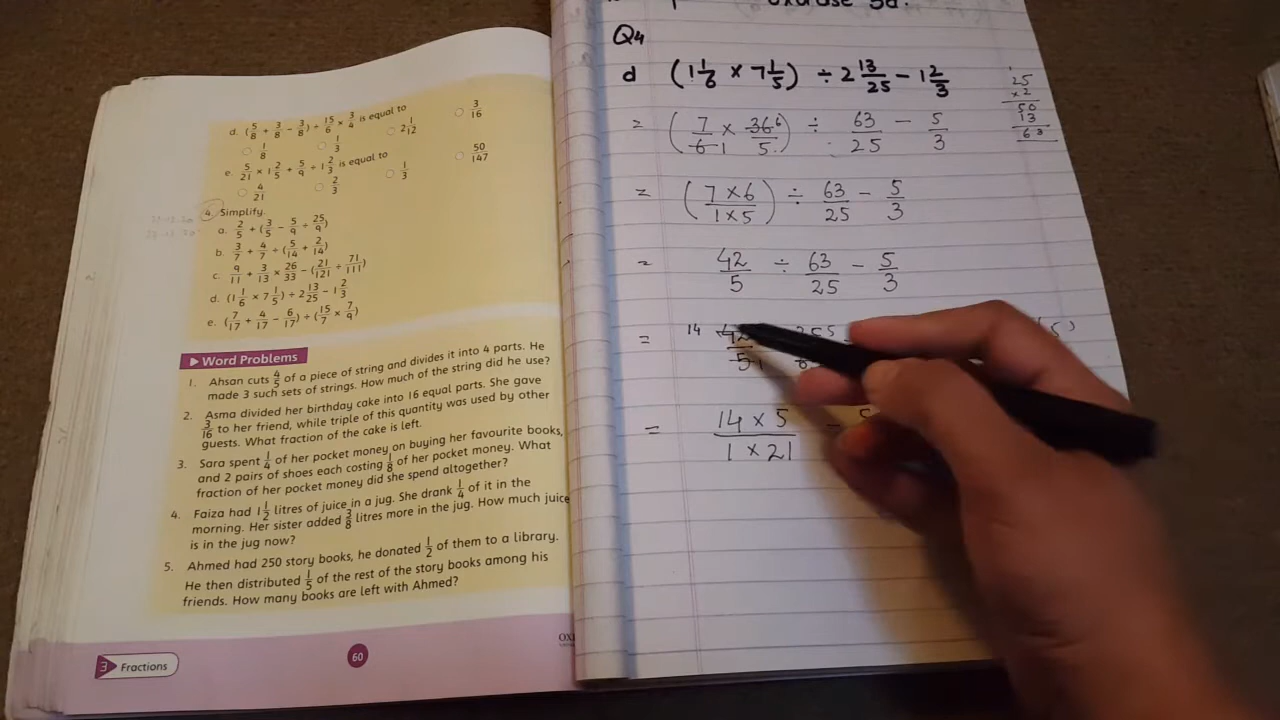 d. (5/8 + 3/8 − 3/8) ÷ 15/6 × 3/4 is equal to
1/8 1/3 2 1/12 3/16
e. 5/21 × 1 2/5 + 5/9 ÷ 1 2/3 is equal to
4/21 2/3 1/3 50/147
4. Simplify.
a. 2/5 + (3/5 − 5/9 ÷ 25/9)
b. 3/7 + 4/7 ÷ (5/14 + 2/14)
c. 9/11 + 3/13 × 26/33 − (21/121 ÷ 71/111)
d. (1 1/6 × 7 1/5) ÷ 2 13/25 − 1 2/3
e. (7/17 + 4/17 − 6/17) ÷ (15/7 × 7/9)
Word Problems
1. Ahsan cuts 4/5 of a piece of string and divides it into 4 parts. He
made 3 such sets of strings. How much of the string did he use?
2. Asma divided her birthday cake into 16 equal parts. She gave
3/16 to her friend, while triple of this quantity was used by other
guests. What fraction of the cake is left.
3. Sara spent 1/4 of her pocket money on buying her favourite books,
and 2 pairs of shoes each costing 1/8 of her pocket money. What
fraction of her pocket money did she spend altogether?
4. Faiza had 1 1/2 litres of juice in a jug. She drank 1/4 of it in the
morning. Her sister added 3/8 litres more in the jug. How much juice
is in the jug now?
5. Ahmed had 250 story books, he donated 1/2 of them to a library.
He then distributed 1/5 of the rest of the story books among his
friends. How many books are left with Ahmed?
3 Fractions
60
Q4
d (1 1/6 × 7 1/5) ÷ 2 13/25 − 1 2/3
= (7/6 1 × 36 6/5) ÷ 63/25 − 5/3
= (7 × 6/1 × 5) ÷ 63/25 − 5/3
= 42/5 ÷ 63/25 − 5/3
= 14 42/5 1
= 14 × 5/1 × 21 −
25
× 2
50
13
63